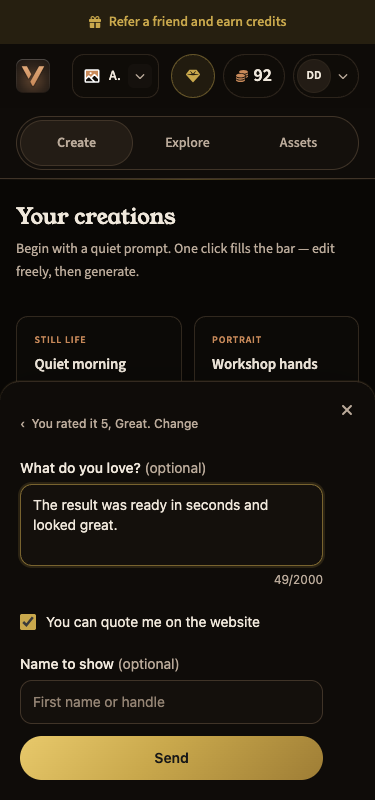 Refer a friend and earn credits
A.
92
DD
Create
Explore
Assets
Your creations
Begin with a quiet prompt. One click fills the bar — edit
freely, then generate.
STILL LIFE
Quiet morning
PORTRAIT
Workshop hands
‹ You rated it 5, Great. Change
What do you love? (optional)
The result was ready in seconds and
looked great.
49/2000
You can quote me on the website
Name to show (optional)
First name or handle
Send